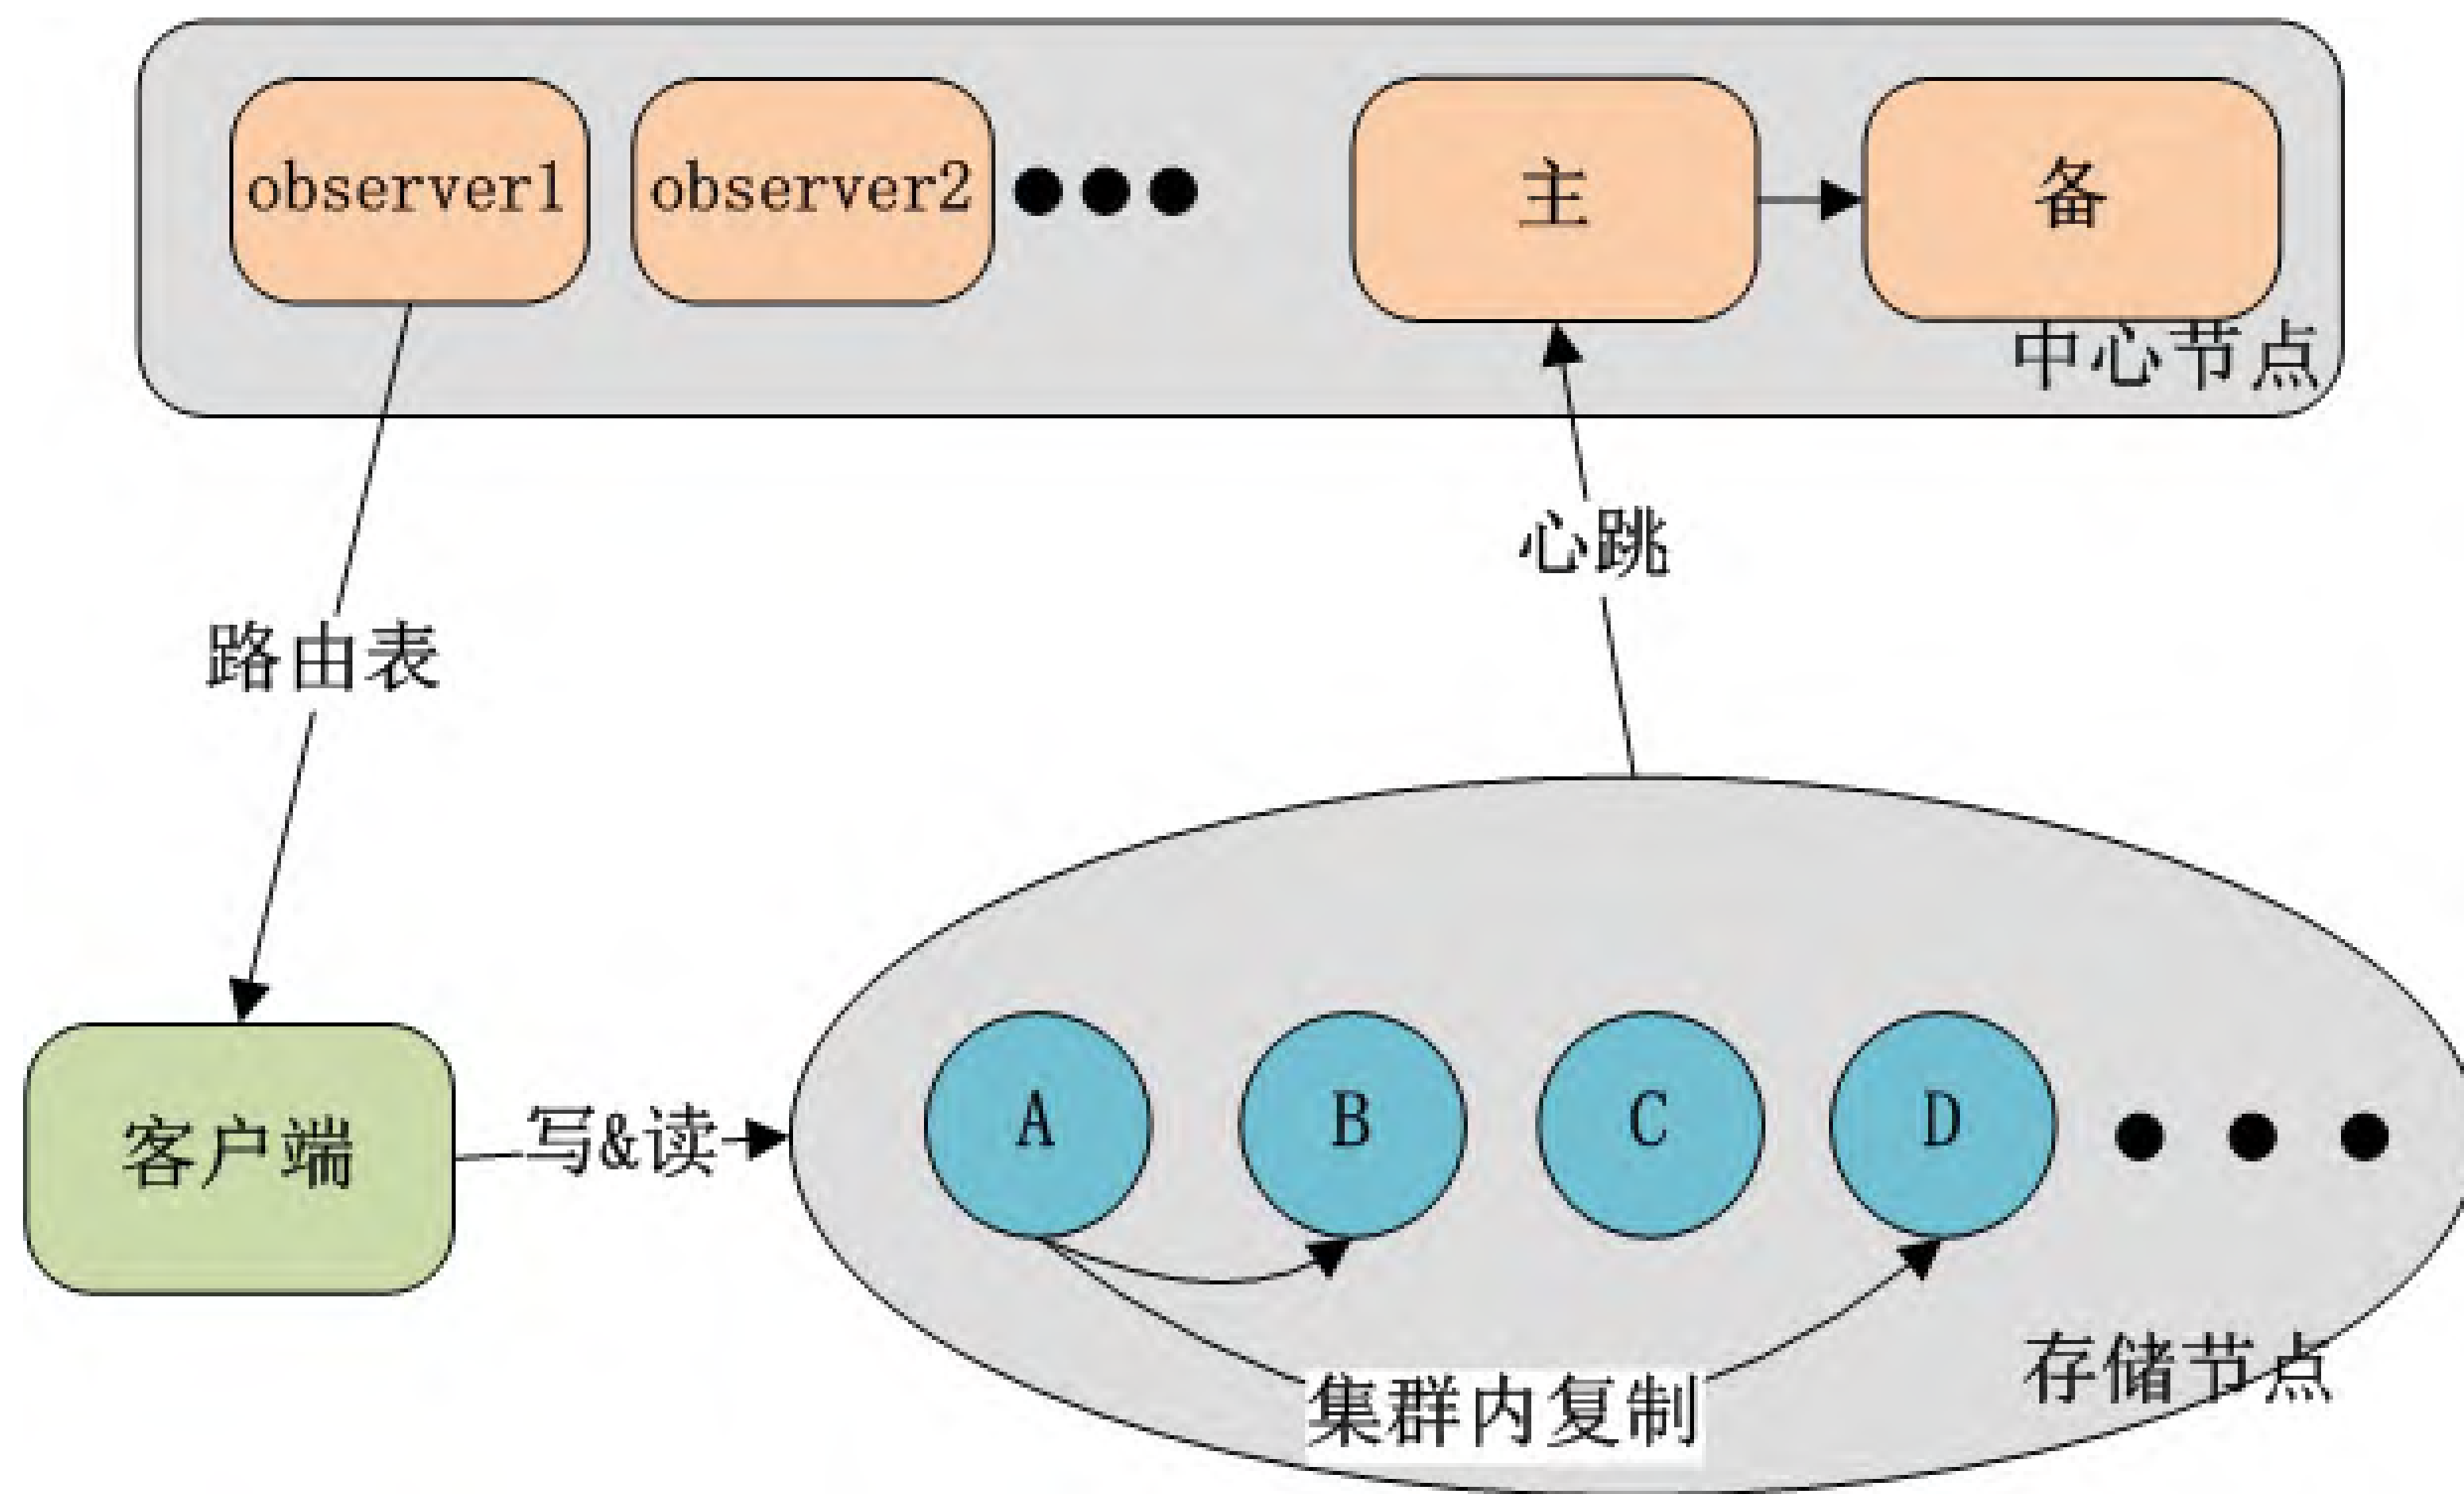 observer1
observer2
主
备
中心节点
心跳
路由表
客户端
写&读
A
B
C
D
存储节点
集群内复制